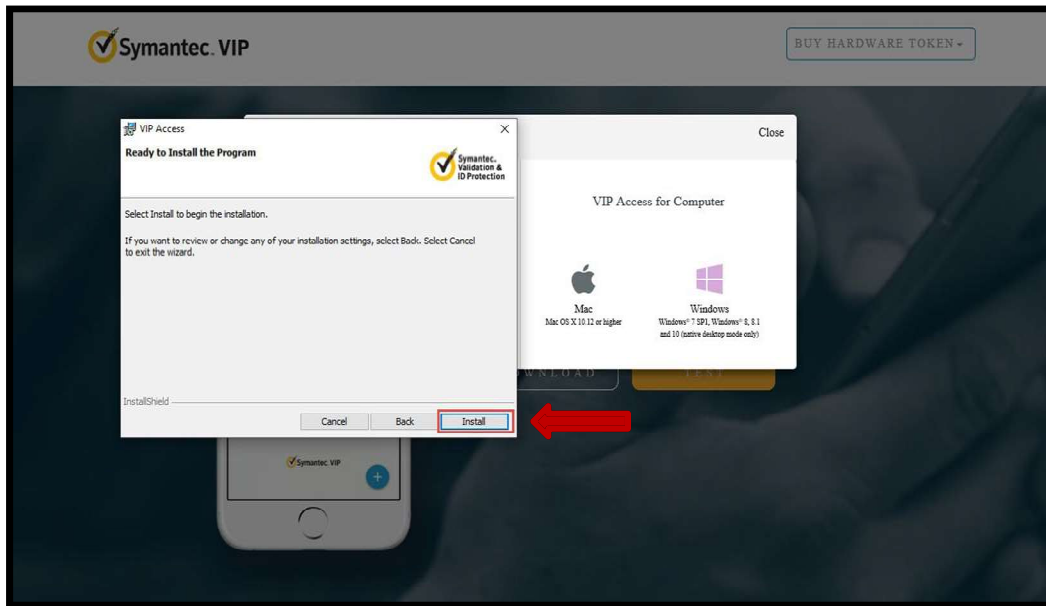 Symantec. VIP
BUY HARDWARE TOKEN
VIP Access
Ready to Install the Program
Symantec.
Validation &
ID Protection
Select Install to begin the installation.
If you want to review or change any of your installation settings, select Back. Select Cancel
to exit the wizard.
InstallShield
Cancel Back Install
Close
VIP Access for Computer
Mac
Mac OS X 10.12 or higher
Windows
Windows® 7 SP1, Windows® 8, 8.1
and 10 (native desktop mode only)
OWNLOAD
TEST
Symantec. VIP